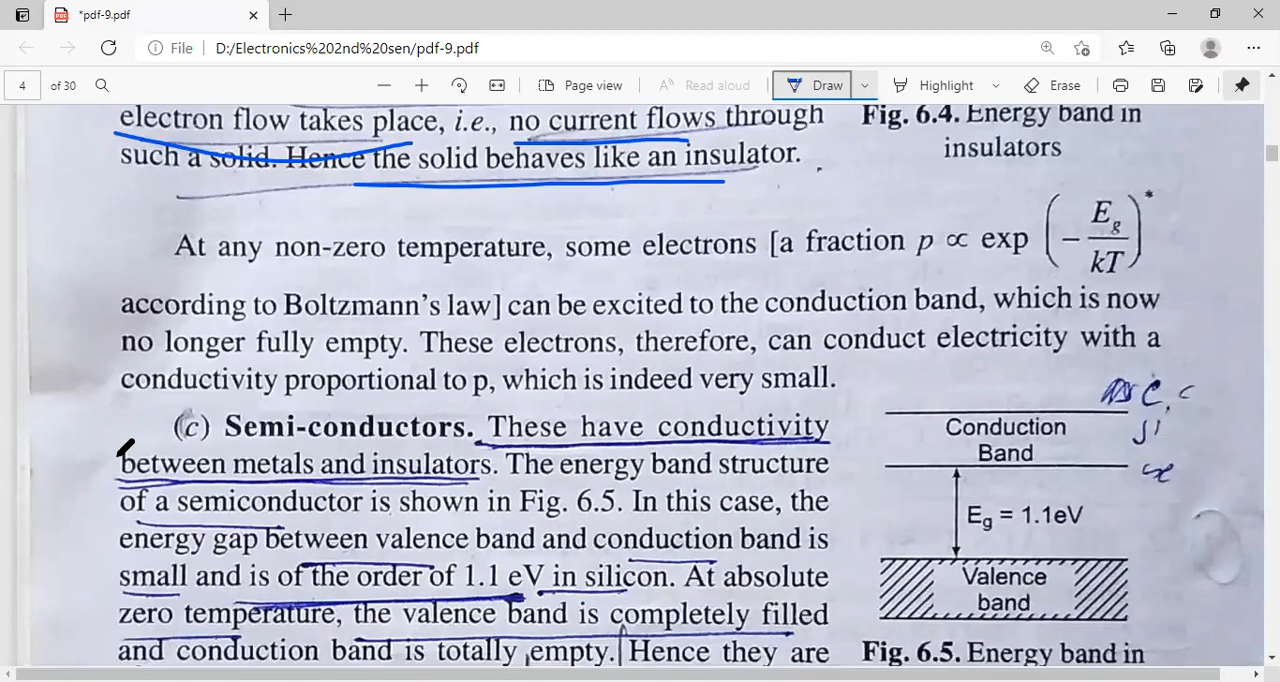 *pdf-9.pdf
File
D:/Electronics%202nd%20sen/pdf-9.pdf
4 of 30
Page view
Read aloud
Draw
Highlight
Erase
electron flow takes place, i.e., no current flows through
such a solid. Hence the solid behaves like an insulator.
Fig. 6.4. Energy band in
insulators
At any non-zero temperature, some electrons [a fraction p ∝ exp (− Eg / kT)*
according to Boltzmann's law] can be excited to the conduction band, which is now
no longer fully empty. These electrons, therefore, can conduct electricity with a
conductivity proportional to p, which is indeed very small.
(c) Semi-conductors. These have conductivity
between metals and insulators. The energy band structure
of a semiconductor is shown in Fig. 6.5. In this case, the
energy gap between valence band and conduction band is
small and is of the order of 1.1 eV in silicon. At absolute
zero temperature, the valence band is completely filled
and conduction band is totally empty. Hence they are
Conduction
Band
Eg = 1.1eV
Valence
band
Fig. 6.5. Energy band in